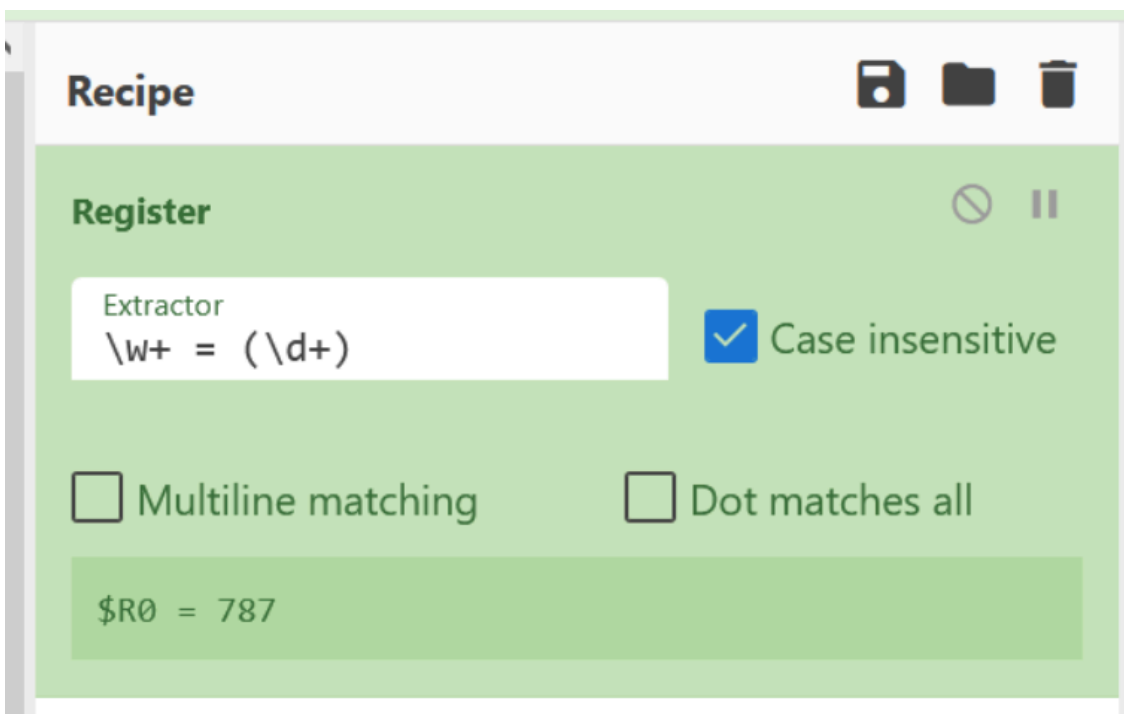 Recipe
Register
Extractor
\w+ = (\d+)
Case insensitive
Multiline matching
Dot matches all
$R0 = 787